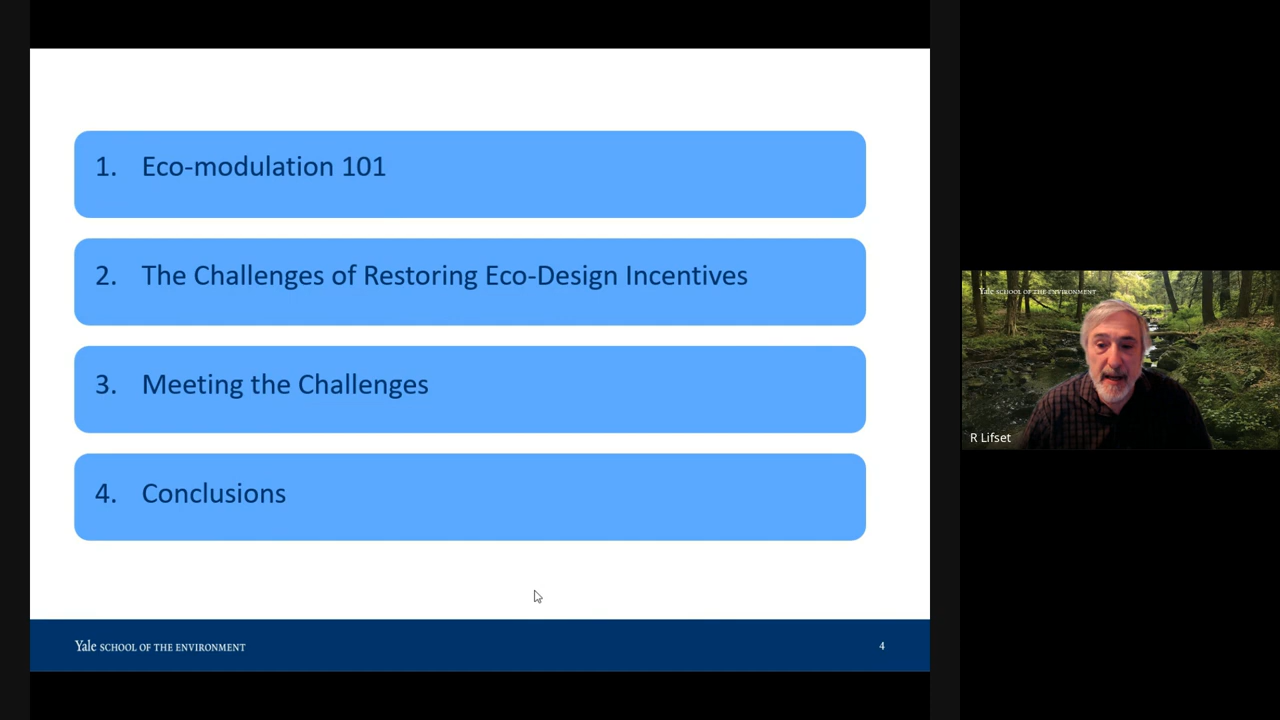 1. Eco-modulation 101
2. The Challenges of Restoring Eco-Design Incentives
3. Meeting the Challenges
4. Conclusions
Yale SCHOOL OF THE ENVIRONMENT
4
Yale SCHOOL OF THE ENVIRONMENT
R Lifset